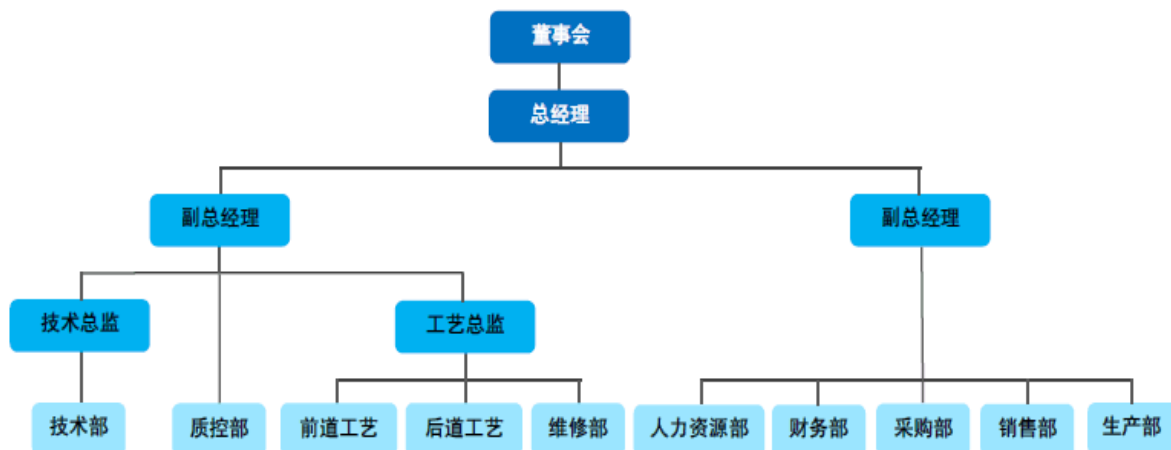 董事会
总经理
副总经理
副总经理
技术总监
工艺总监
技术部
质控部
前道工艺
后道工艺
维修部
人力资源部
财务部
采购部
销售部
生产部